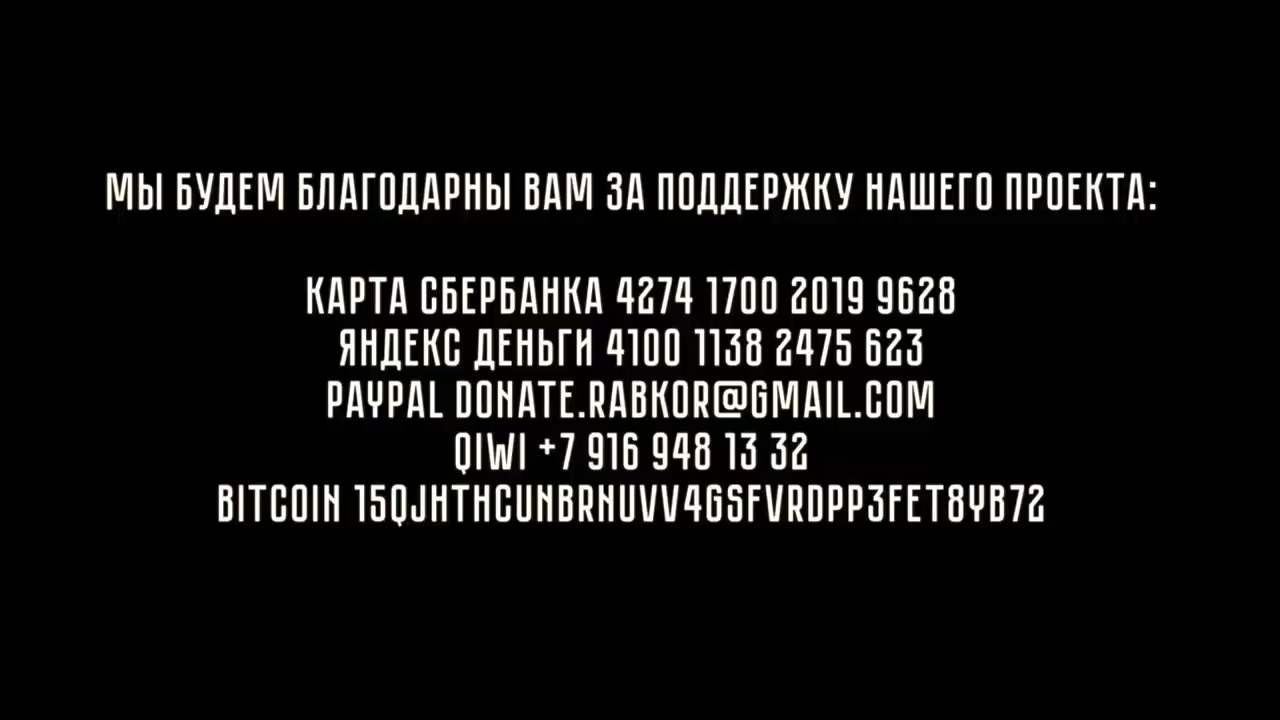 МЫ БУДЕМ БЛАГОДАРНЫ ВАМ ЗА ПОДДЕРЖКУ НАШЕГО ПРОЕКТА:
КАРТА СБЕРБАНКА 4274 1700 2019 9628
ЯНДЕКС ДЕНЬГИ 4100 1138 2475 623
PAYPAL DONATE.RABKOR@GMAIL.COM
QIWI +7 916 948 13 32
BITCOIN 15QJHTHCUNBRNUVV4GSFVRDPP3FET8YB72